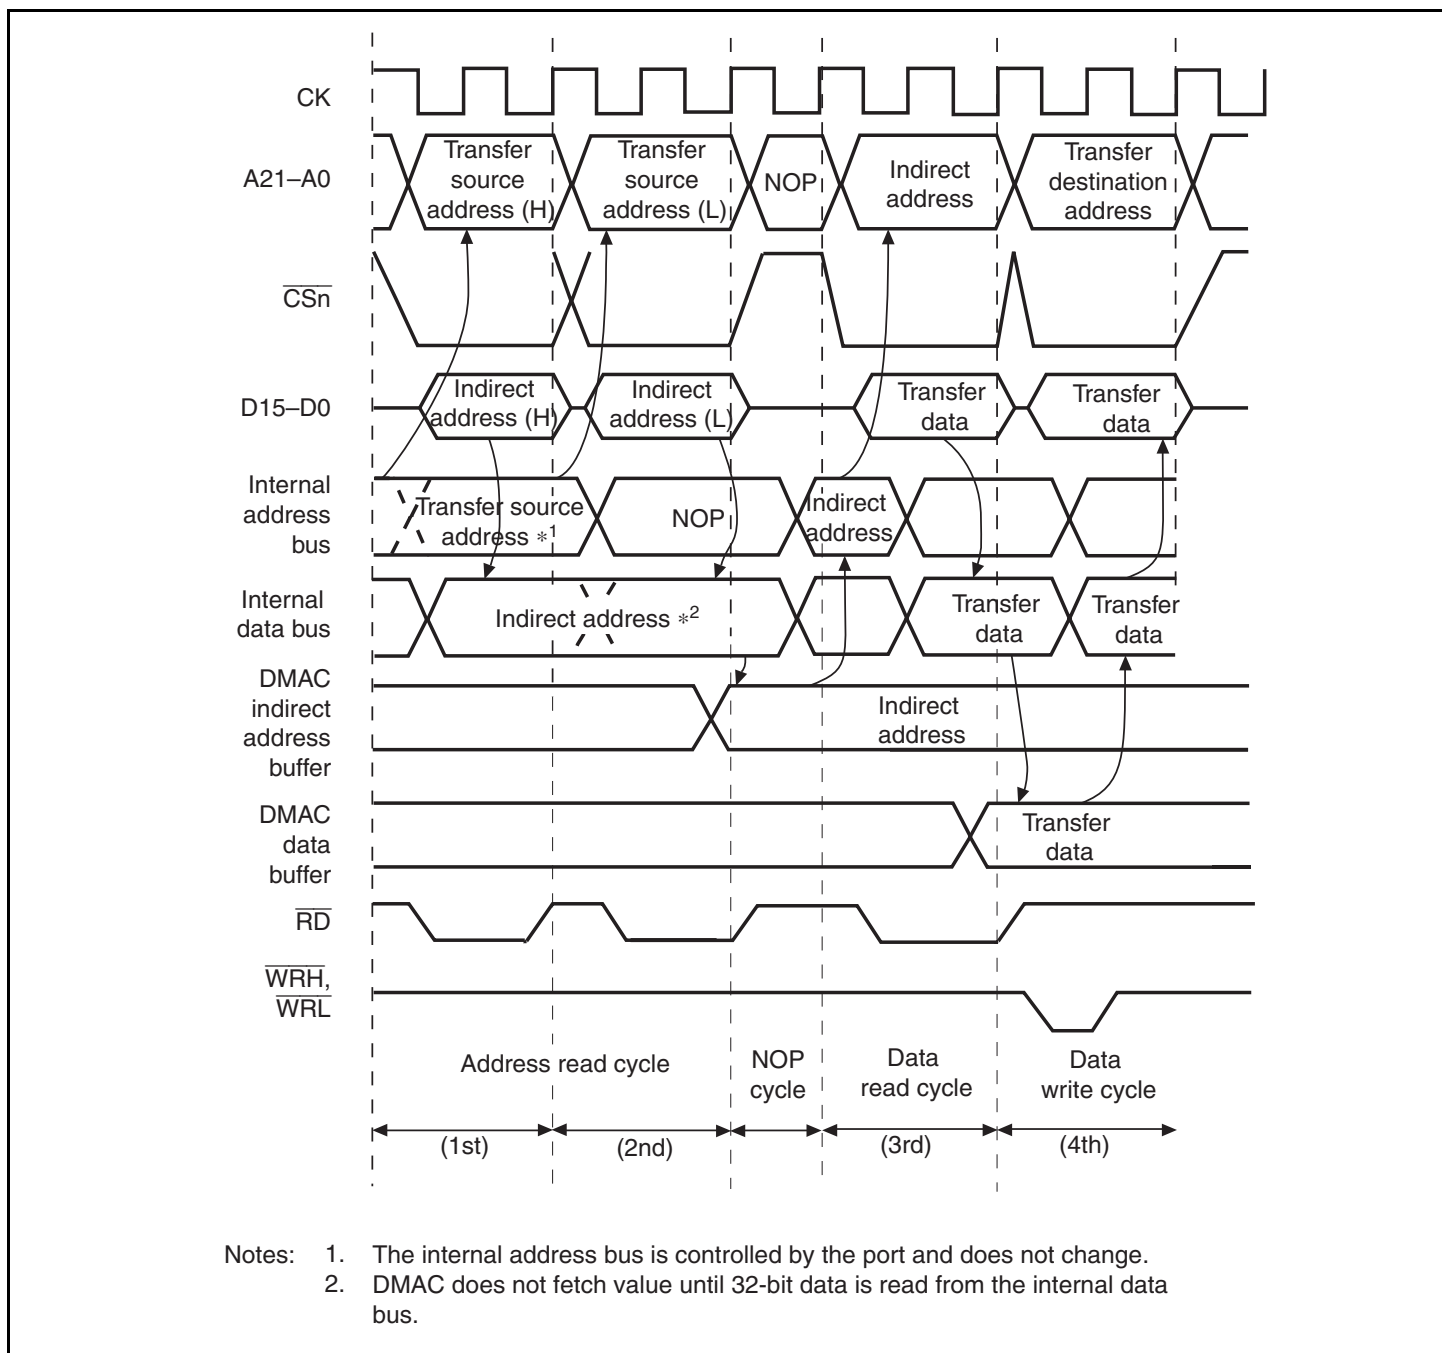 CK
A21–A0
Transfer
source
address (H)
Transfer
source
address (L)
NOP
Indirect
address
Transfer
destination
address
CSn
D15–D0
Indirect
address (H)
Indirect
address (L)
Transfer
data
Transfer
data
Internal
address
bus
Transfer source
address *1
NOP
Indirect
address
Internal
data bus
Indirect address *2
Transfer
data
Transfer
data
DMAC
indirect
address
buffer
Indirect
address
DMAC
data
buffer
Transfer
data
RD
WRH,
WRL
Address read cycle
NOP
cycle
Data
read cycle
Data
write cycle
(1st)
(2nd)
(3rd)
(4th)
Notes: 1. The internal address bus is controlled by the port and does not change.
2. DMAC does not fetch value until 32-bit data is read from the internal data
bus.